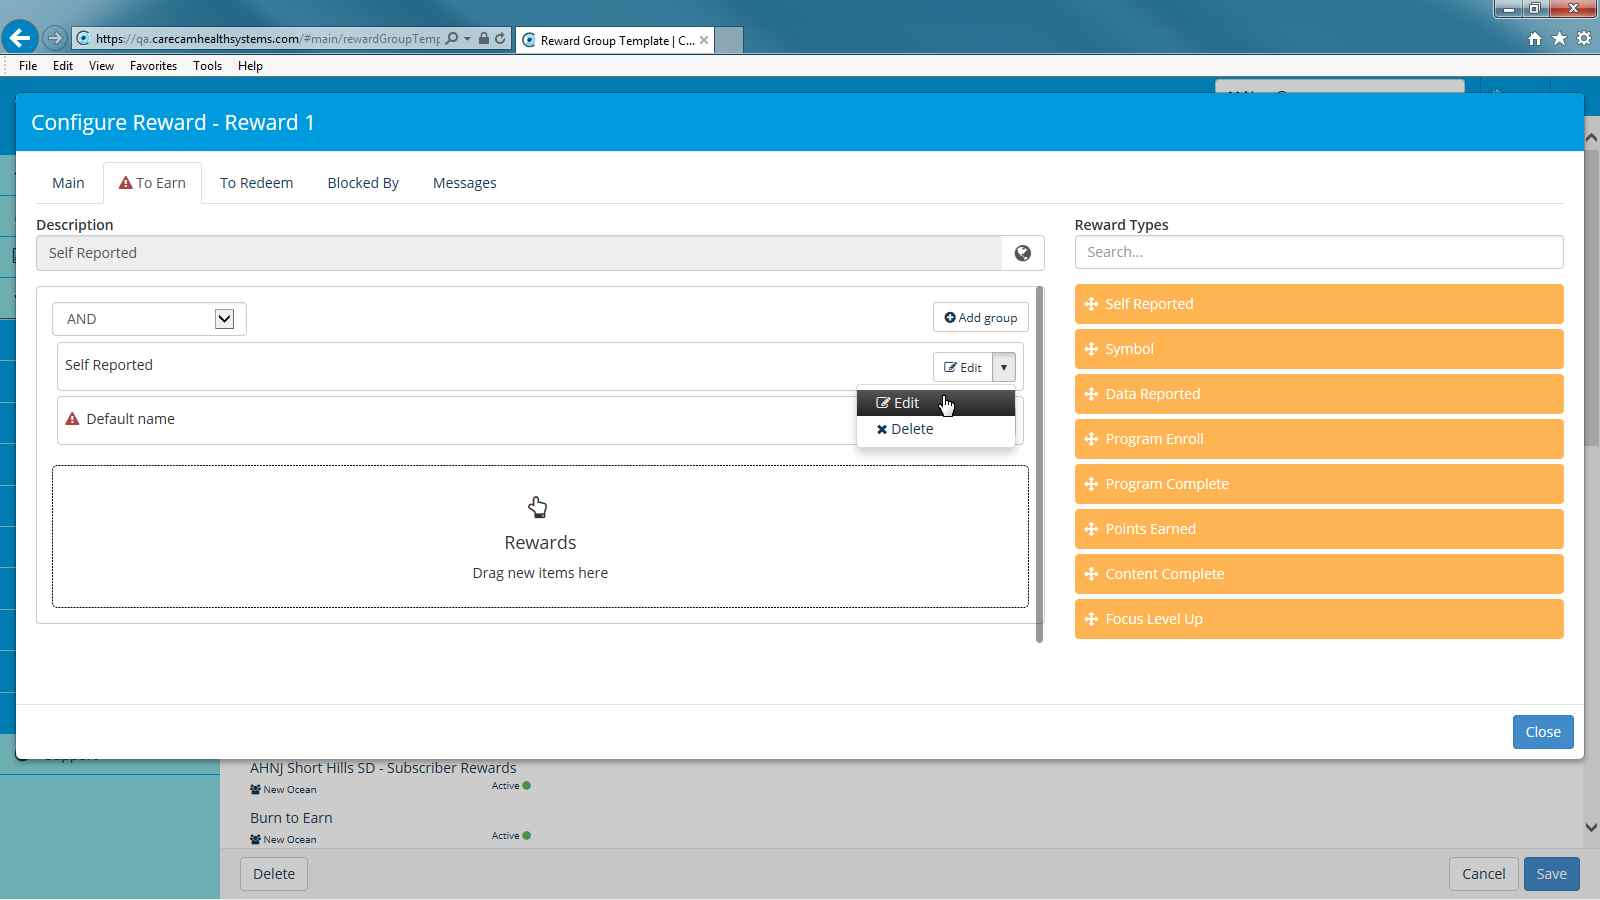 https://qa.carecamhealthsystems.com/#main/rewardGroupTemp
Reward Group Template | C...
File Edit View Favorites Tools Help
Configure Reward - Reward 1
Main To Earn To Redeem Blocked By Messages
Description
Self Reported
AND
Add group
Self Reported
Edit
Edit
Default name
Delete
Rewards
Drag new items here
Reward Types
Search...
Self Reported
Symbol
Data Reported
Program Enroll
Program Complete
Points Earned
Content Complete
Focus Level Up
Close
AHNJ Short Hills SD - Subscriber Rewards
New Ocean Active
Burn to Earn
New Ocean Active
Delete Cancel Save